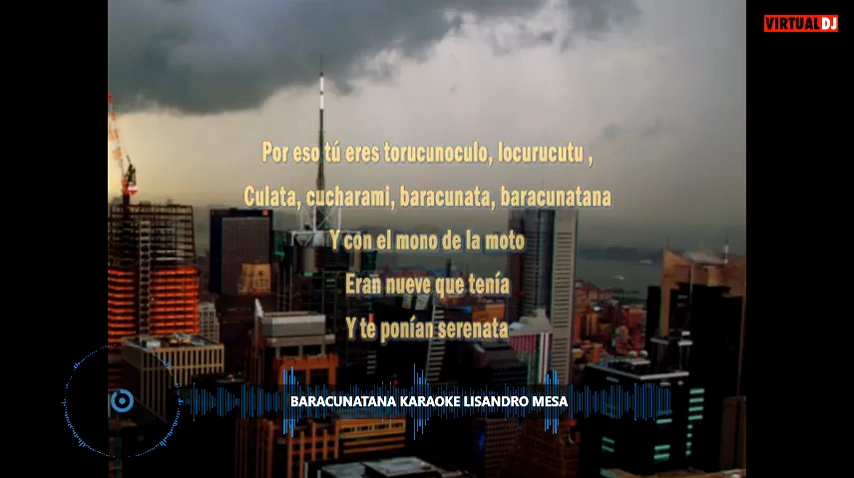 VIRTUALDJ
Por eso tú eres torucunoculo, locurucutu ,
Culata, cucharami, baracunata, baracunatana
Y con el mono de la moto
Eran nueve que tenía
Y te ponían serenata
BARACUNATANA KARAOKE LISANDRO MESA